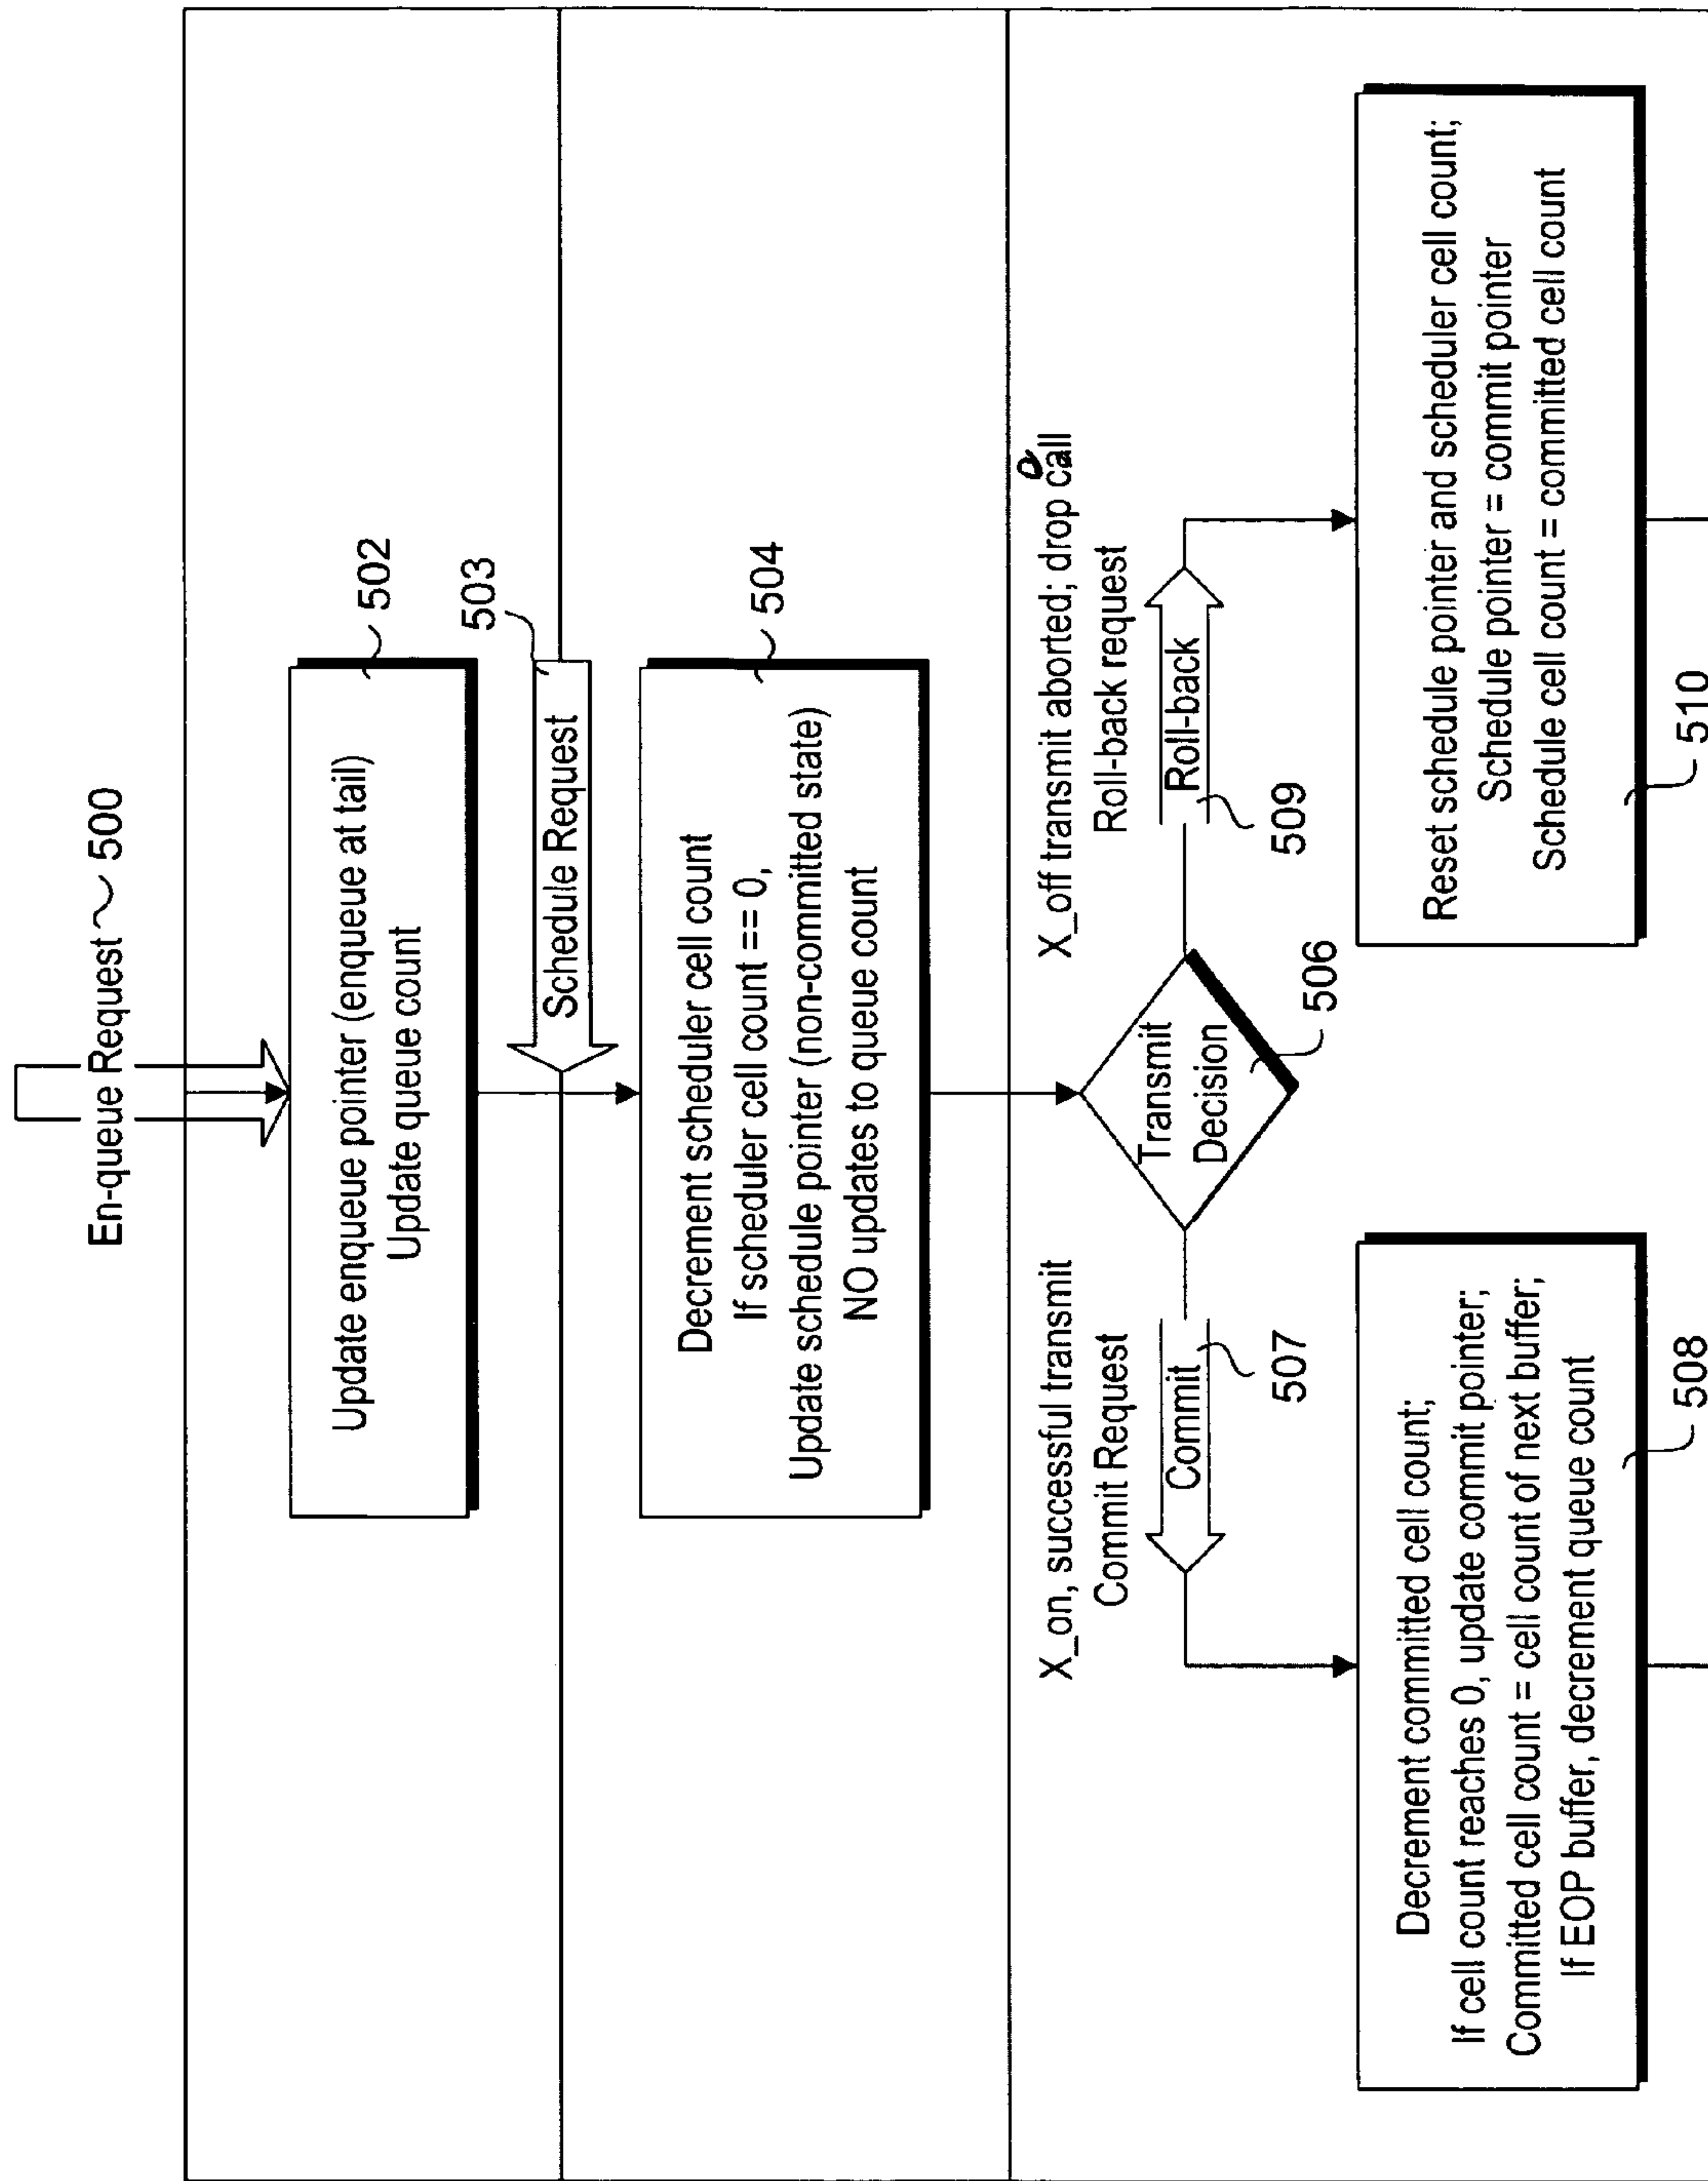 En-queue Request 500
Update enqueue pointer (enqueue at tail)
Update queue count
502
503
Schedule Request
Decrement scheduler cell count
If scheduler cell count == 0,
Update schedule pointer (non-committed state)
NO updates to queue count
504
X_on, successful transmit
Commit Request
Commit
507
Transmit
Decision
506
X_off transmit aborted; drop call
Roll-back request
Roll-back
509
Decrement committed cell count;
If cell count reaches 0, update commit pointer;
Committed cell count = cell count of next buffer;
If EOP buffer, decrement queue count
508
Reset schedule pointer and scheduler cell count;
Schedule pointer = commit pointer
Schedule cell count = committed cell count
510